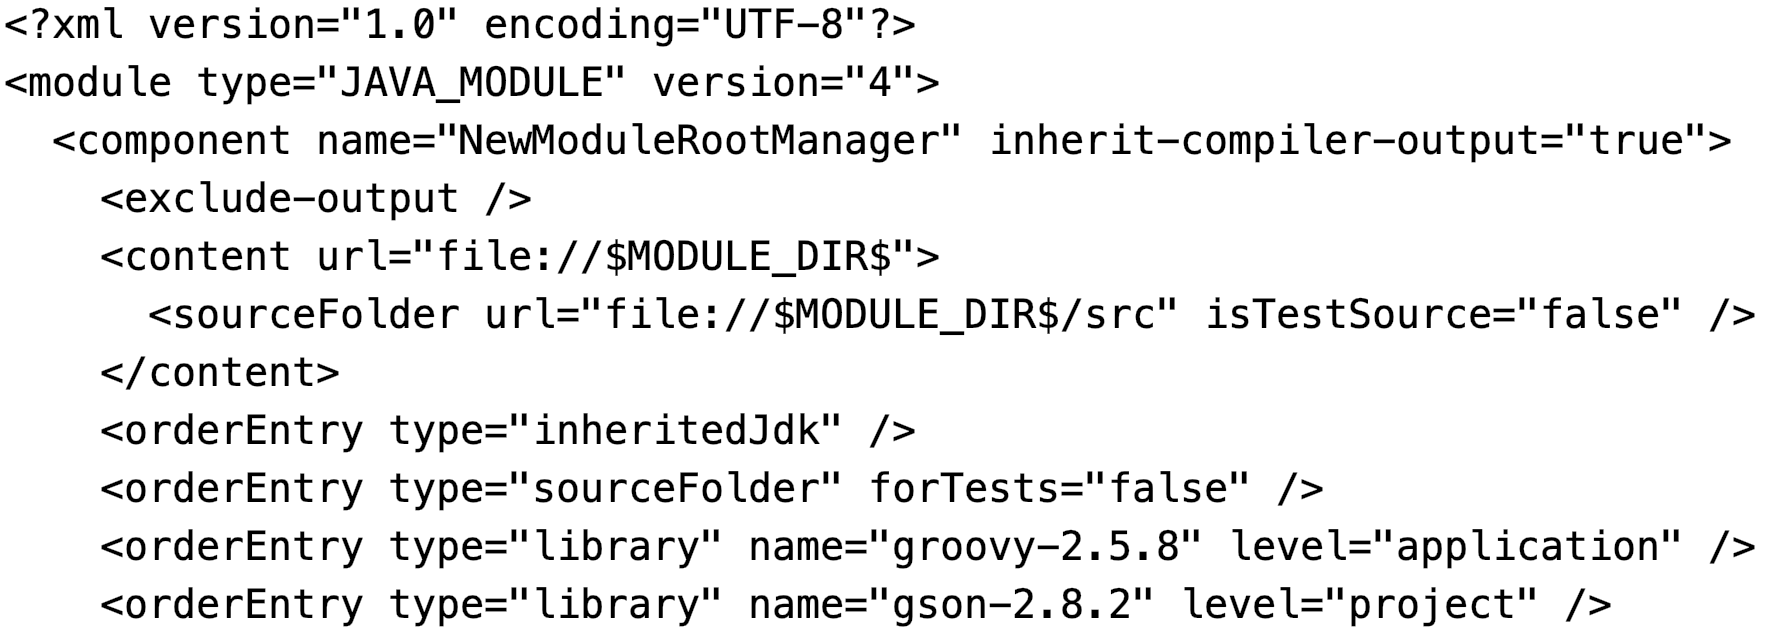 <?xml version="1.0" encoding="UTF-8"?>
<module type="JAVA_MODULE" version="4">
  <component name="NewModuleRootManager" inherit-compiler-output="true">
    <exclude-output />
    <content url="file://$MODULE_DIR$">
      <sourceFolder url="file://$MODULE_DIR$/src" isTestSource="false" />
    </content>
    <orderEntry type="inheritedJdk" />
    <orderEntry type="sourceFolder" forTests="false" />
    <orderEntry type="library" name="groovy-2.5.8" level="application" />
    <orderEntry type="library" name="gson-2.8.2" level="project" />